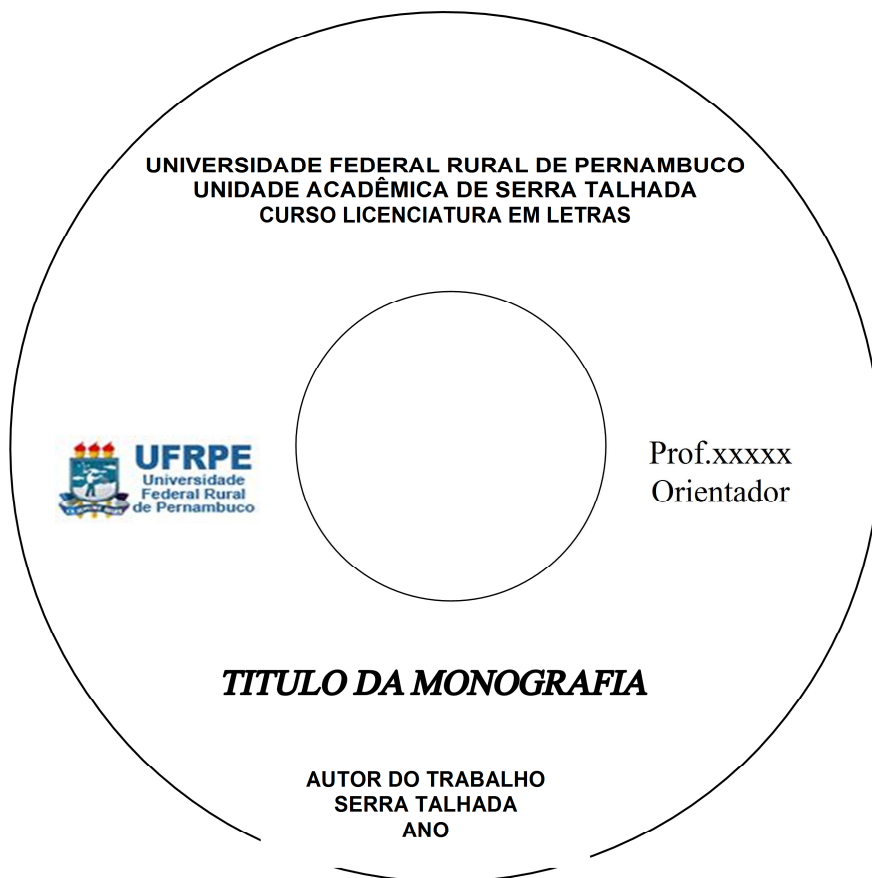 UNIVERSIDADE FEDERAL RURAL DE PERNAMBUCO
UNIDADE ACADÊMICA DE SERRA TALHADA
CURSO LICENCIATURA EM LETRAS
UFRPE
Universidade
Federal Rural
de Pernambuco
Prof.xxxxx
Orientador
TITULO DA MONOGRAFIA
AUTOR DO TRABALHO
SERRA TALHADA
ANO